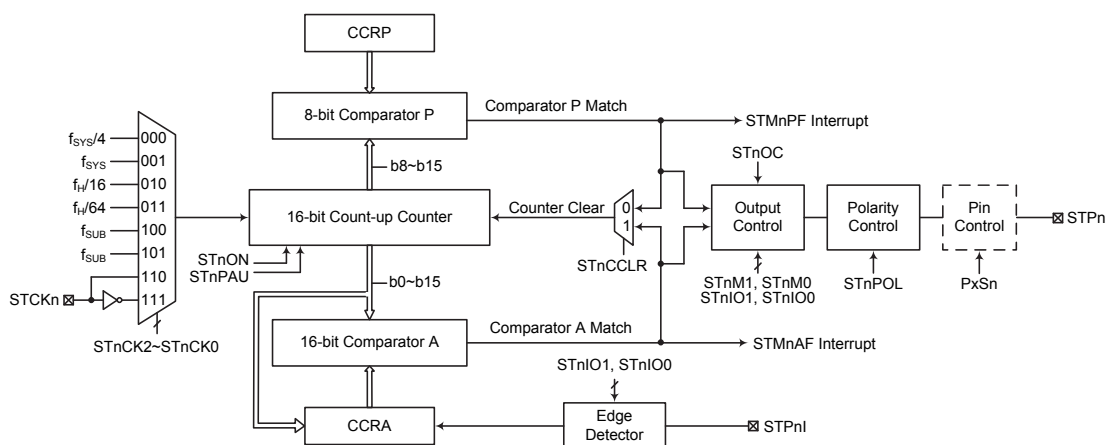 CCRP
8-bit Comparator P
Comparator P Match
STMnPF Interrupt
b8~b15
fSYS/4
fSYS
fH/16
fH/64
fSUB
fSUB
000
001
010
011
100
101
110
111
STCKn
STnCK2~STnCK0
16-bit Count-up Counter
STnON
STnPAU
Counter Clear
0
1
STnCCLR
STnOC
Output
Control
STnM1, STnM0
STnIO1, STnIO0
Polarity
Control
STnPOL
Pin
Control
PxSn
STPn
b0~b15
16-bit Comparator A
Comparator A Match
STMnAF Interrupt
STnIO1, STnIO0
CCRA
Edge
Detector
STPnI